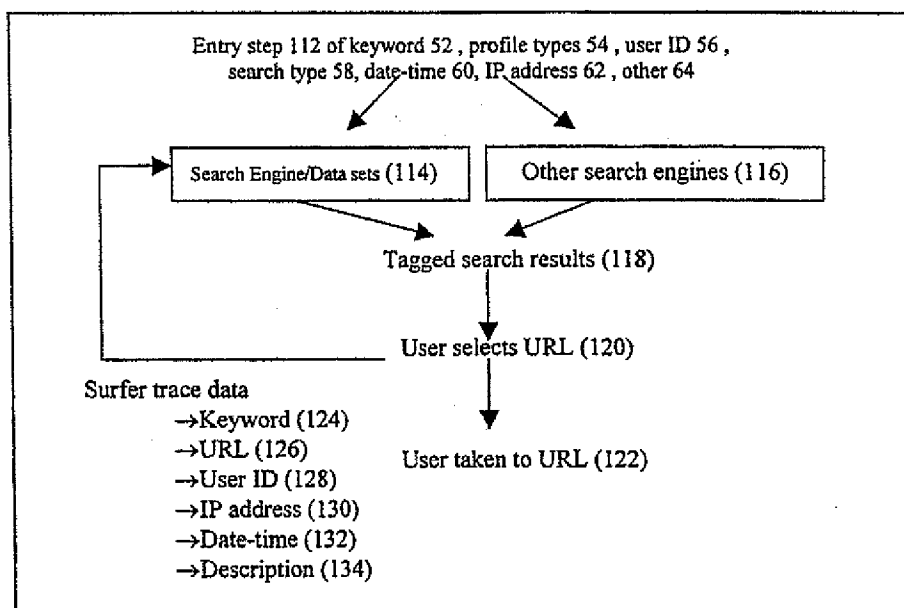 Entry step 112 of keyword 52 , profile types 54 , user ID 56 ,
search type 58, date-time 60, IP address 62 , other 64
Search Engine/Data sets (114)
Other search engines (116)
Tagged search results (118)
User selects URL (120)
Surfer trace data
→Keyword (124)
→URL (126)
User taken to URL (122)
→User ID (128)
→IP address (130)
→Date-time (132)
→Description (134)